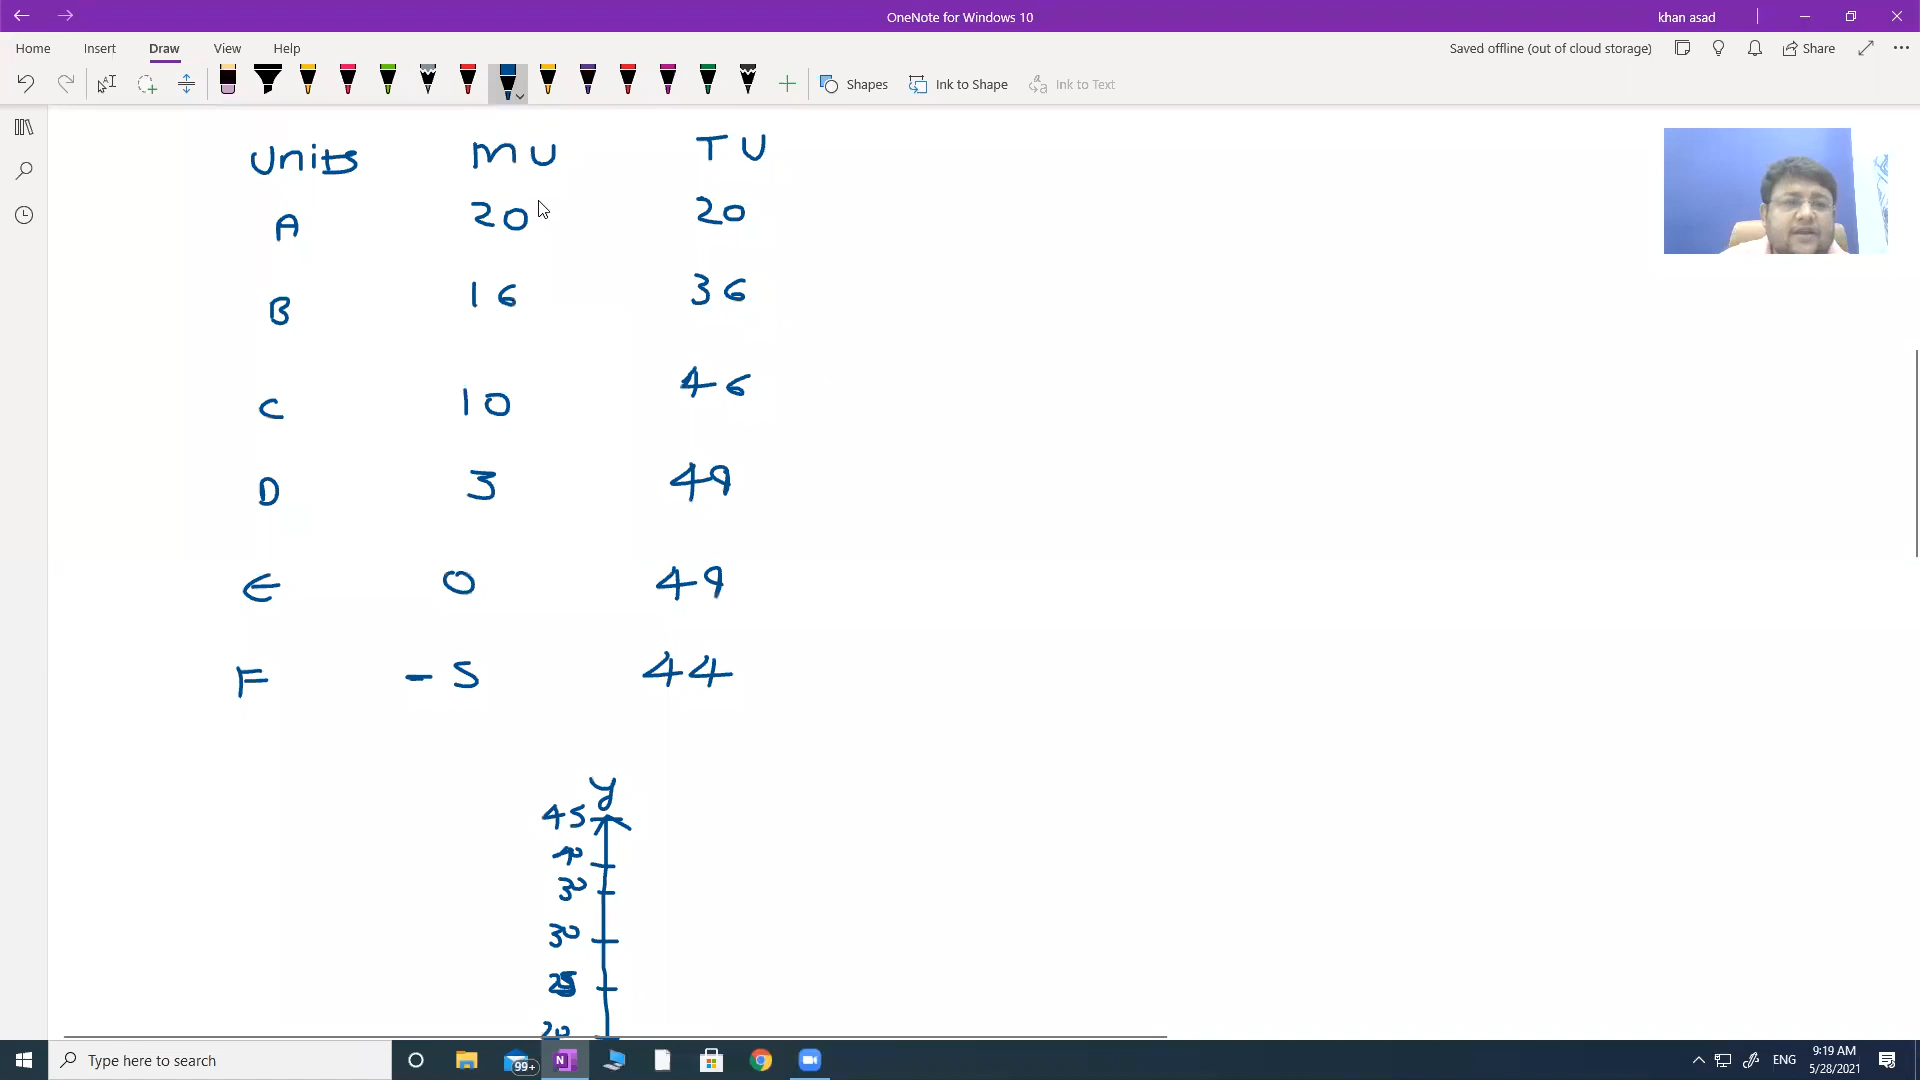 OneNote for Windows 10
khan asad
Home Insert Draw View Help
Saved offline (out of cloud storage) Share
Shapes Ink to Shape Ink to Text
Units MU TU
A 20 20
B 16 36
C 10 46
D 3 49
E 0 49
F -5 44
y
45
40
30
30
25
20
Type here to search
99+
N
ENG
9:19 AM
5/28/2021